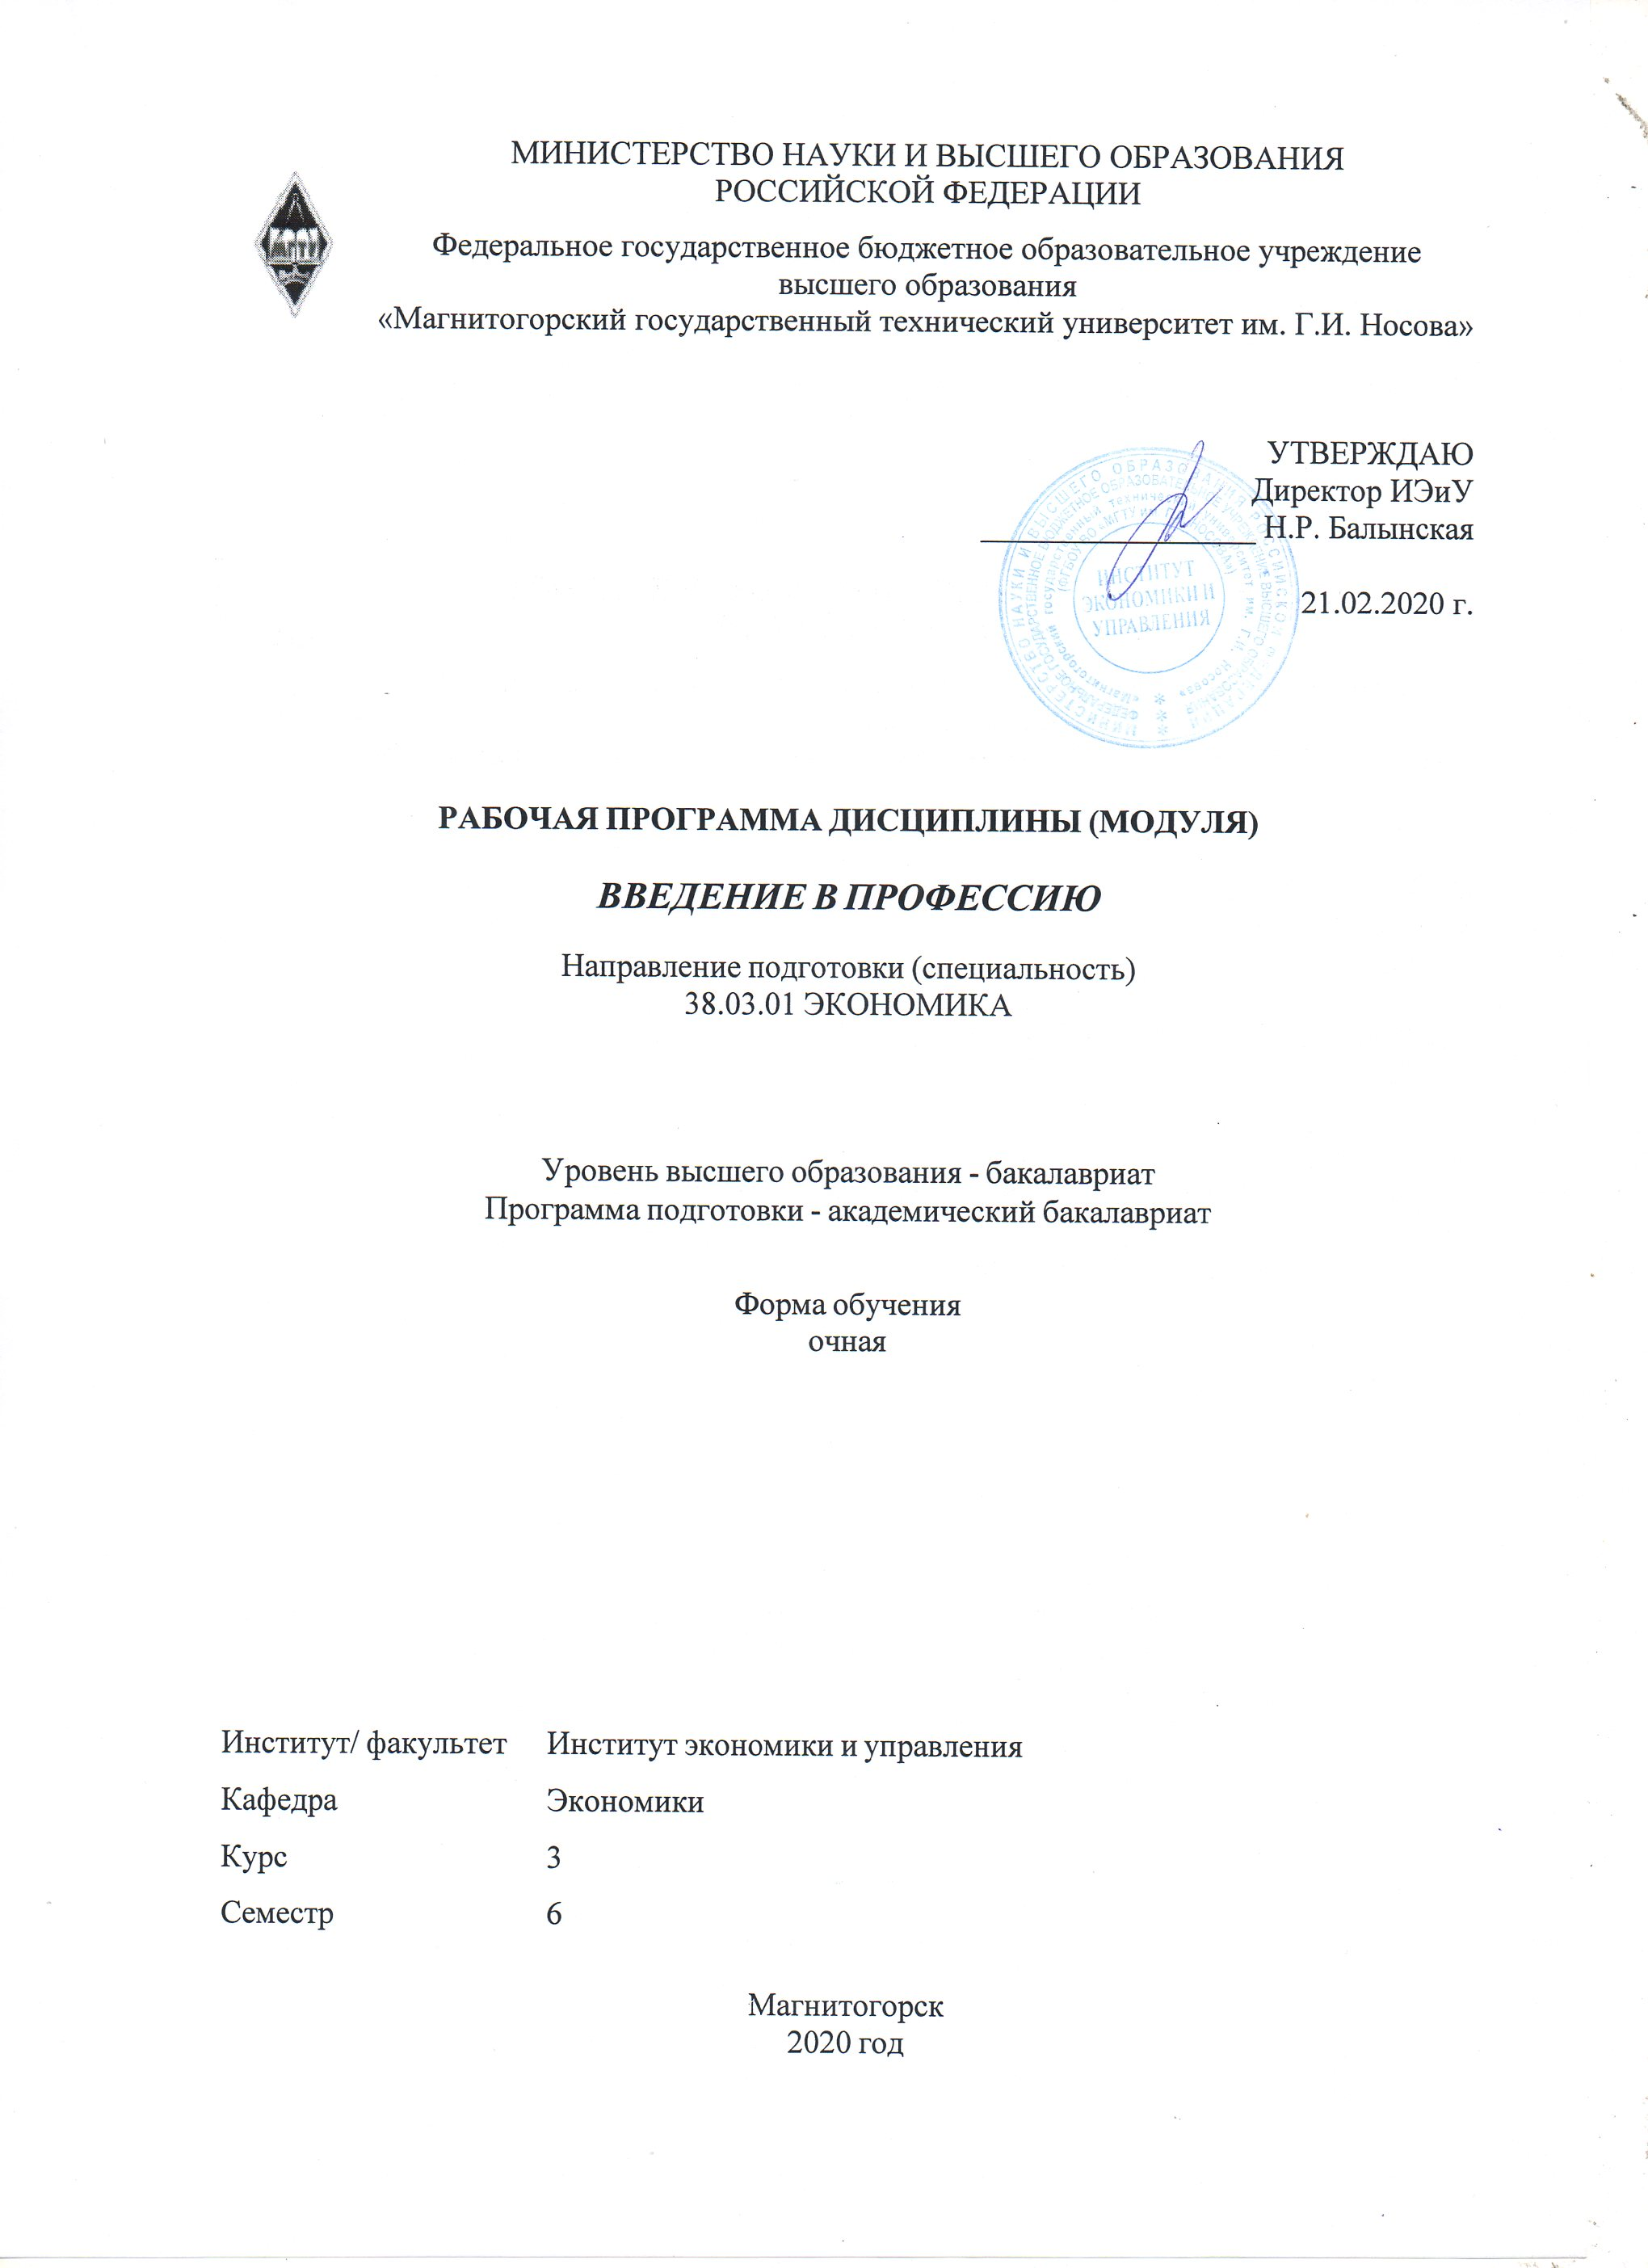 МИНИСТЕРСТВО НАУКИ И ВЫСШЕГО ОБРАЗОВАНИЯ
РОССИЙСКОЙ ФЕДЕРАЦИИ
Федеральное государственное бюджетное образовательное учреждение
высшего образования
«Магнитогорский государственный технический университет им. Г.И. Носова»
УТВЕРЖДАЮ
Директор ИЭиУ
Н.Р. Балынская
21.02.2020 г.
ИНСТИТУТ
ЭКОНОМИКИ И
УПРАВЛЕНИЯ
РАБОЧАЯ ПРОГРАММА ДИСЦИПЛИНЫ (МОДУЛЯ)
ВВЕДЕНИЕ В ПРОФЕССИЮ
Направление подготовки (специальность)
38.03.01 ЭКОНОМИКА
Уровень высшего образования - бакалавриат
Программа подготовки - академический бакалавриат
Форма обучения
очная
Институт/ факультет Институт экономики и управления
Кафедра Экономики
Курс 3
Семестр 6
Магнитогорск
2020 год